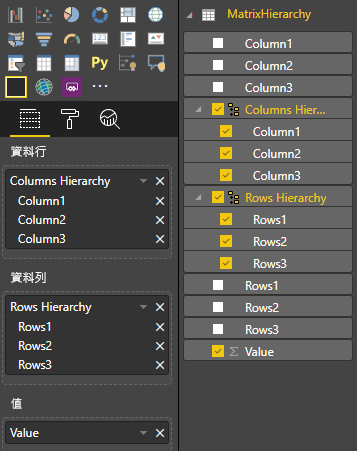 Py
資料行
Columns Hierarchy
Column1
Column2
Column3
資料列
Rows Hierarchy
Rows1
Rows2
Rows3
值
Value
MatrixHierarchy
Column1
Column2
Column3
Columns Hier...
Column1
Column2
Column3
Rows Hierarchy
Rows1
Rows2
Rows3
Rows1
Rows2
Rows3
Σ Value